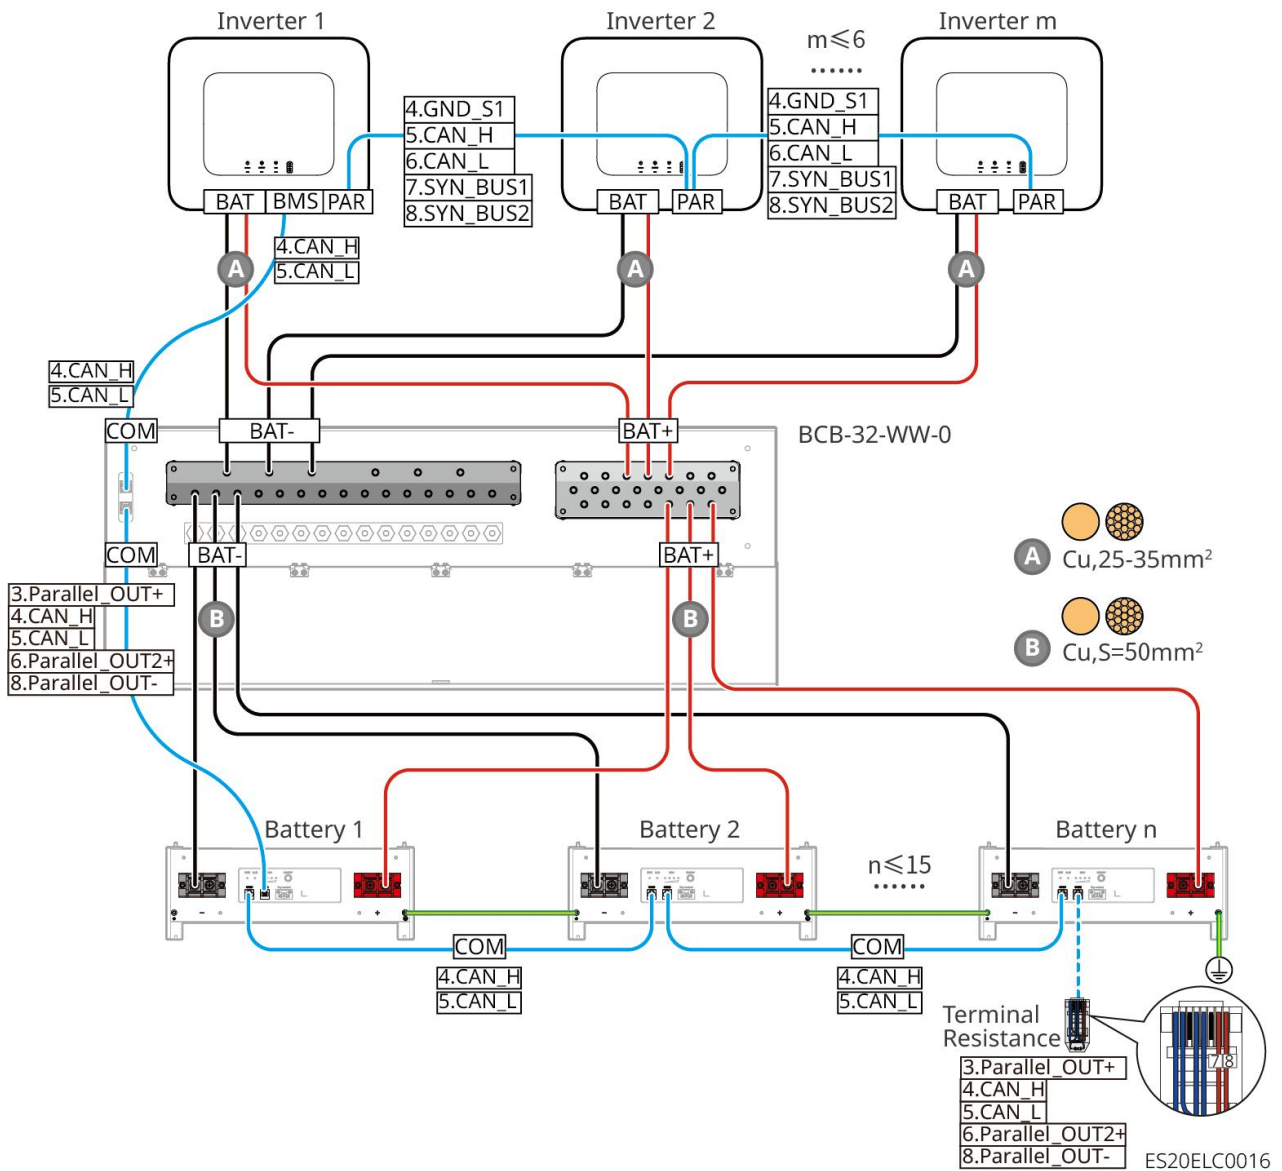 Inverter 1
Inverter 2
Inverter m
m⩽6
......
4.GND_S1
5.CAN_H
6.CAN_L
7.SYN_BUS1
8.SYN_BUS2
4.GND_S1
5.CAN_H
6.CAN_L
7.SYN_BUS1
8.SYN_BUS2
BAT
BMS
PAR
BAT
PAR
BAT
PAR
4.CAN_H
5.CAN_L
A
A
A
4.CAN_H
5.CAN_L
COM
BAT-
BAT+
BCB-32-WW-0
COM
BAT-
BAT+
A
Cu,25-35mm²
3.Parallel_OUT+
4.CAN_H
5.CAN_L
6.Parallel_OUT2+
8.Parallel_OUT-
B
B
B
Cu,S=50mm²
Battery 1
Battery 2
Battery n
n⩽15
......
-
+
-
+
-
+
COM
4.CAN_H
5.CAN_L
COM
4.CAN_H
5.CAN_L
Terminal
Resistance
3.Parallel_OUT+
4.CAN_H
5.CAN_L
6.Parallel_OUT2+
8.Parallel_OUT-
7 8
ES20ELC0016